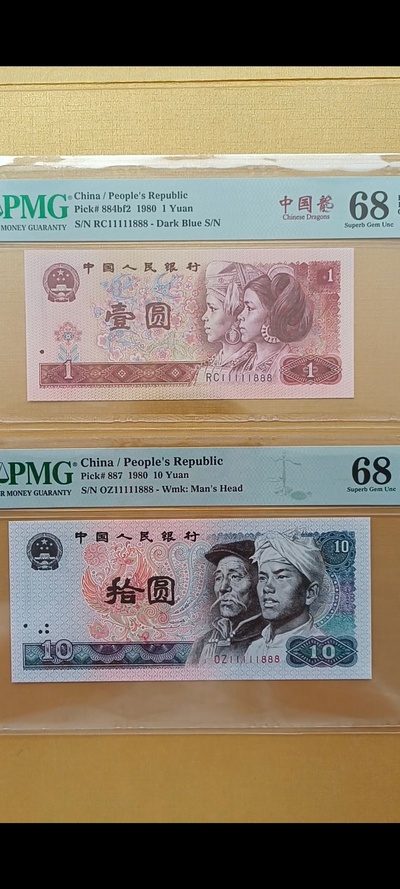 PMG
MONEY GUARANTY
China / People's Republic
Pick# 884bf2 1980 1 Yuan
S/N RC11111888 - Dark Blue S/N
中国龙
Chinese Dragons
68
Superb Gem Unc
中国人民银行
壹圆
1
1
1
RC11111888
PMG
MONEY GUARANTY
China / People's Republic
Pick# 887 1980 10 Yuan
S/N OZ11111888 - Wmk: Man's Head
68
Superb Gem Unc
中国人民银行
拾圆
10
10
10
OZ11111888